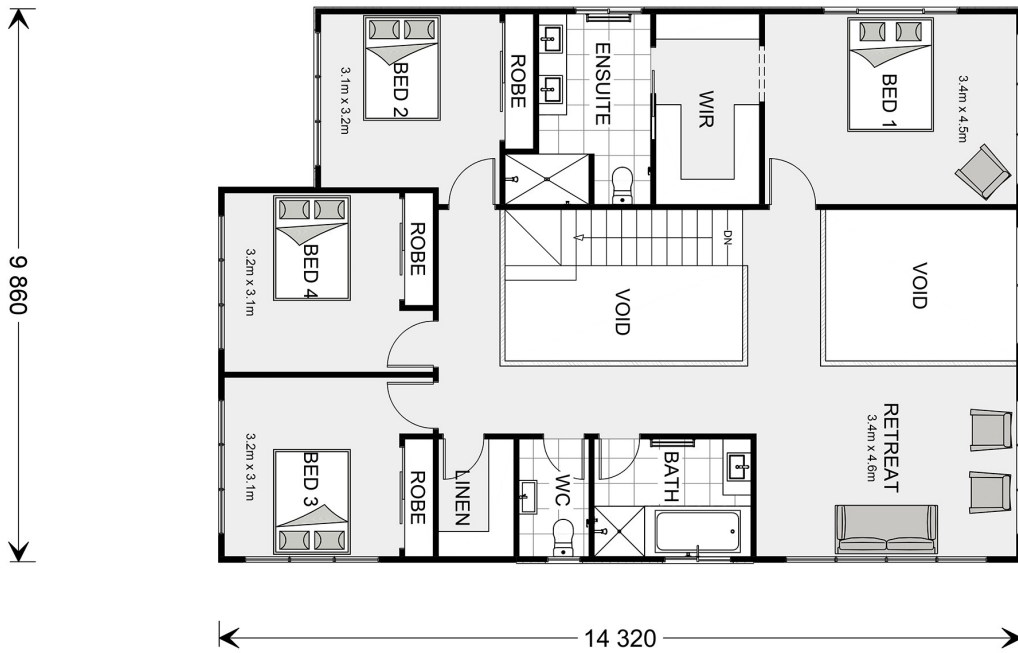 BED 2
3.1m x 3.2m
ROBE
ENSUITE
WIR
BED 1
3.4m x 4.5m
BED 4
3.2m x 3.1m
ROBE
DN
VOID
VOID
BED 3
3.2m x 3.1m
ROBE
LINEN
WC
BATH
RETREAT
3.4m x 4.6m
9 860
14 320